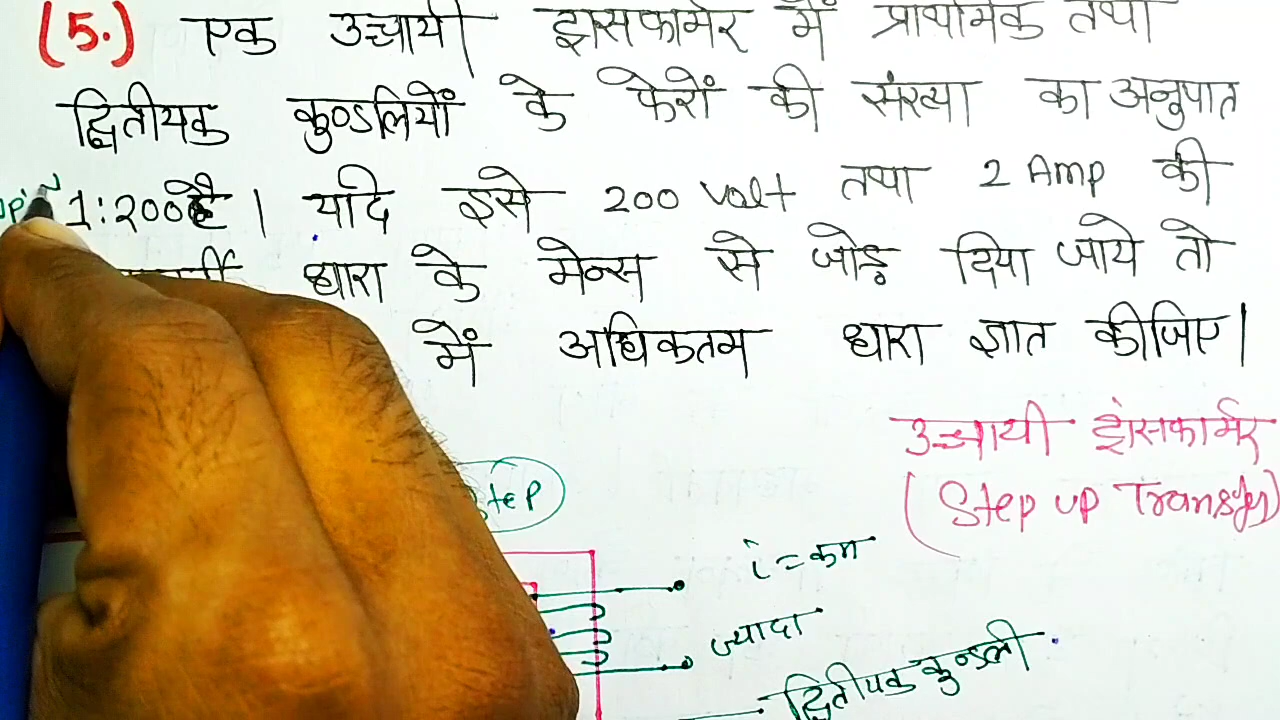 (5.) एक उच्चायी ट्रांसफार्मर में प्राथमिक तथा
द्वितीयक कुण्डलियों के फेरों की संख्या का अनुपात
1:200 है। यदि इसे 200 Volt तथा 2 Amp की
धारा के मेन्स से जोड़ दिया जाये तो
में अधिकतम धारा ज्ञात कीजिए।
उच्चायी ट्रांसफार्मर
(Step up
Step
i = कम
ज्यादा
द्वितीयक कुन्डली